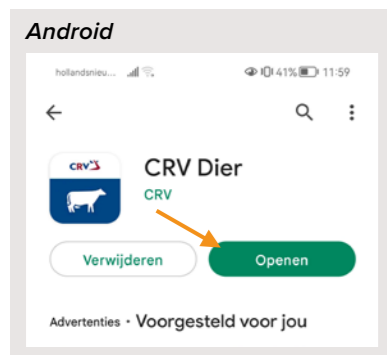 Android
hollandsnieu... 41% 11:59
CRV
CRV Dier
CRV
Verwijderen Openen
Advertenties · Voorgesteld voor jou